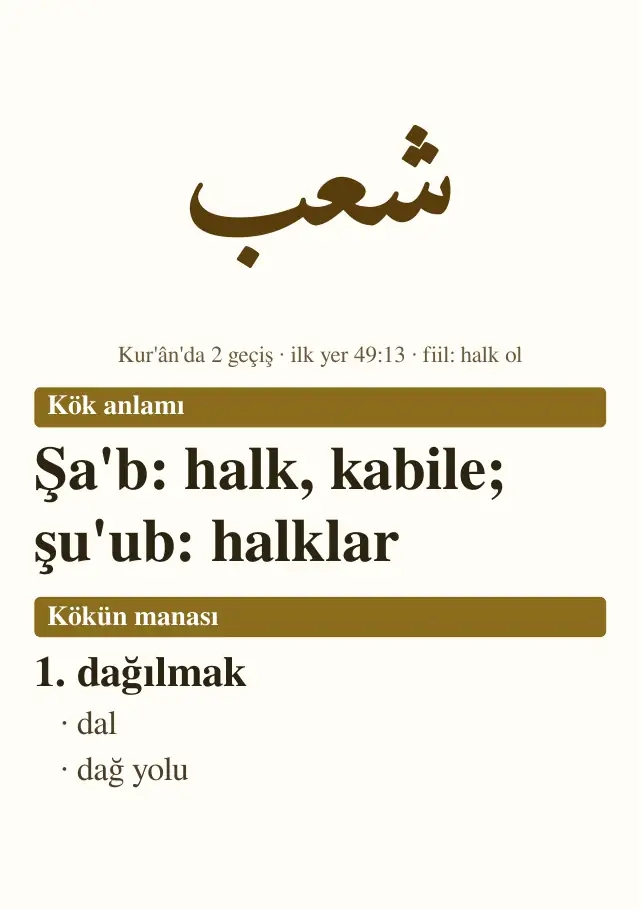 شعب
Kur'ân'da 2 geçiş · ilk yer 49:13 · fiil: halk ol
Kök anlamı
Şa'b: halk, kabile;
şu'ub: halklar
Kökün manası
1. dağılmak
· dal
· dağ yolu